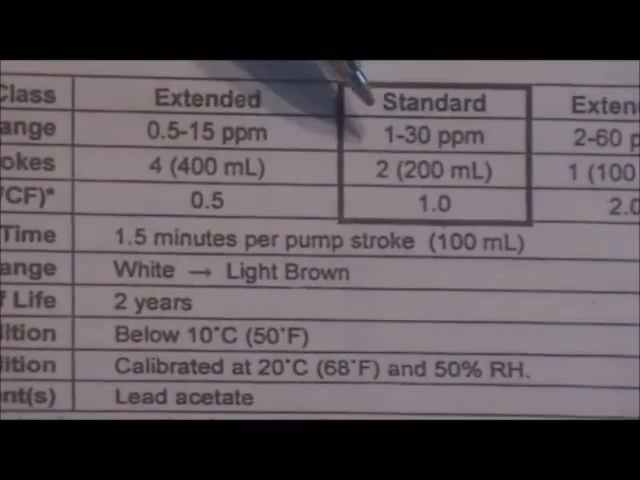 Class Extended Standard Exten
ange 0.5-15 ppm 1-30 ppm 2-60 p
okes 4 (400 mL) 2 (200 mL) 1 (100
CF)* 0.5 1.0 2.0
Time 1.5 minutes per pump stroke (100 mL)
ange White → Light Brown
f Life 2 years
dition Below 10°C (50°F)
dition Calibrated at 20°C (68°F) and 50% RH.
nt(s) Lead acetate